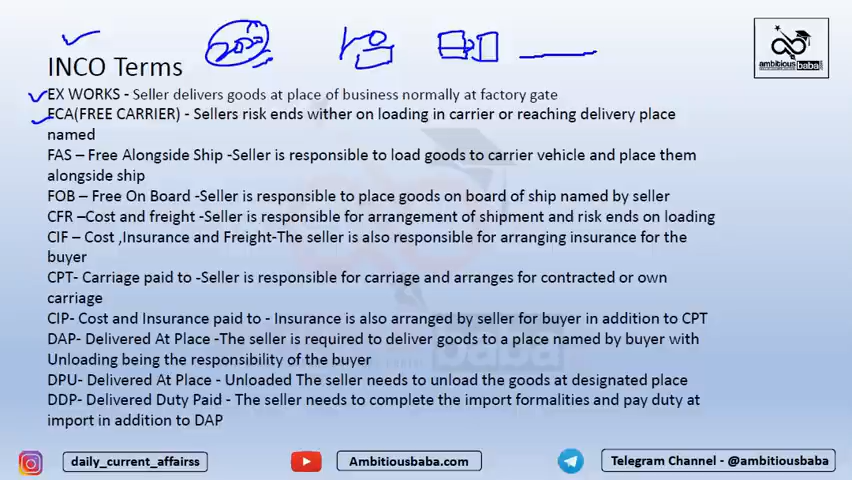 2020
ambitiousbaba
INCO Terms
EX WORKS - Seller delivers goods at place of business normally at factory gate
FCA(FREE CARRIER) - Sellers risk ends wither on loading in carrier or reaching delivery place
named
FAS – Free Alongside Ship -Seller is responsible to load goods to carrier vehicle and place them
alongside ship
FOB – Free On Board -Seller is responsible to place goods on board of ship named by seller
CFR –Cost and freight -Seller is responsible for arrangement of shipment and risk ends on loading
CIF – Cost ,Insurance and Freight-The seller is also responsible for arranging insurance for the
buyer
CPT- Carriage paid to -Seller is responsible for carriage and arranges for contracted or own
carriage
CIP- Cost and Insurance paid to - Insurance is also arranged by seller for buyer in addition to CPT
DAP- Delivered At Place -The seller is required to deliver goods to a place named by buyer with
Unloading being the responsibility of the buyer
DPU- Delivered At Place - Unloaded The seller needs to unload the goods at designated place
DDP- Delivered Duty Paid - The seller needs to complete the import formalities and pay duty at
import in addition to DAP
baba
daily_current_affairss
Ambitiousbaba.com
Telegram Channel - @ambitiousbaba